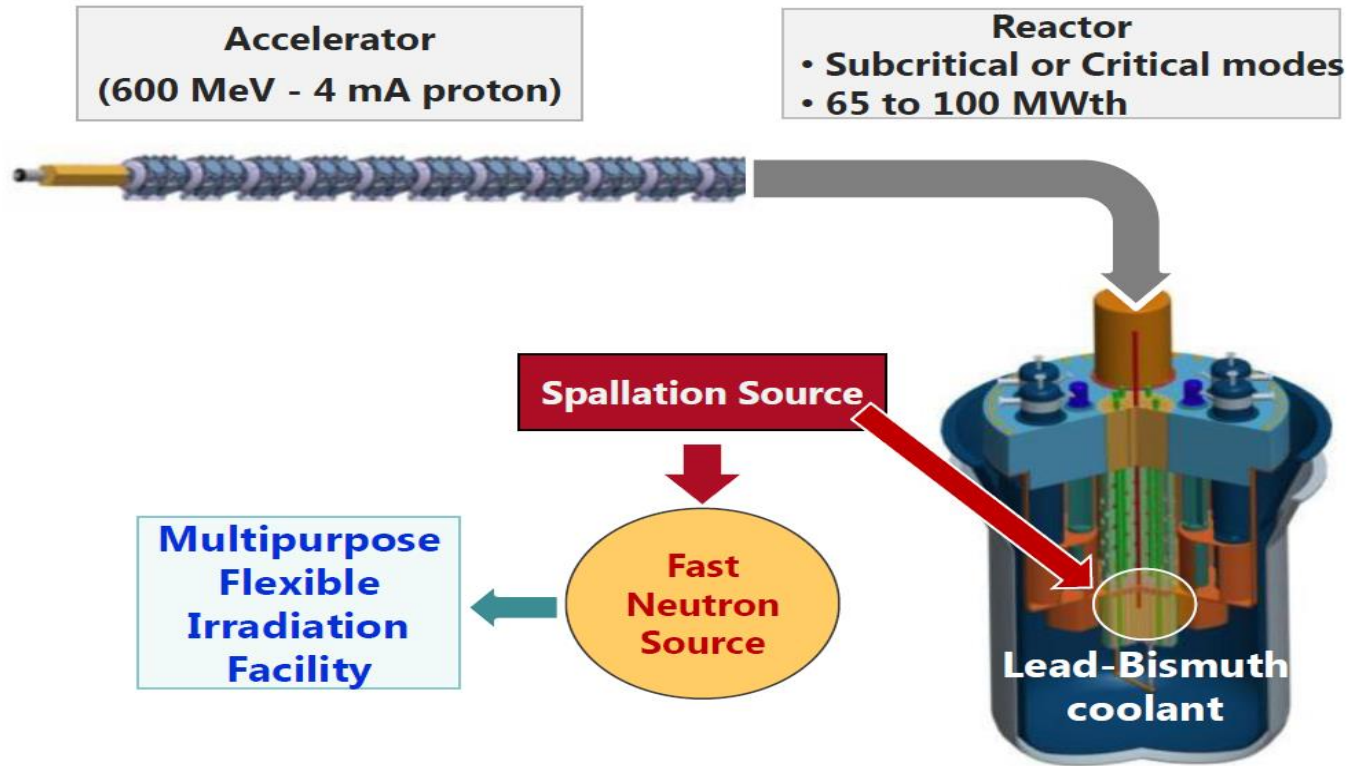 Accelerator
(600 MeV - 4 mA proton)
Reactor
• Subcritical or Critical modes
• 65 to 100 MWth
Spallation Source
Multipurpose
Flexible
Irradiation
Facility
Fast
Neutron
Source
Lead-Bismuth
coolant